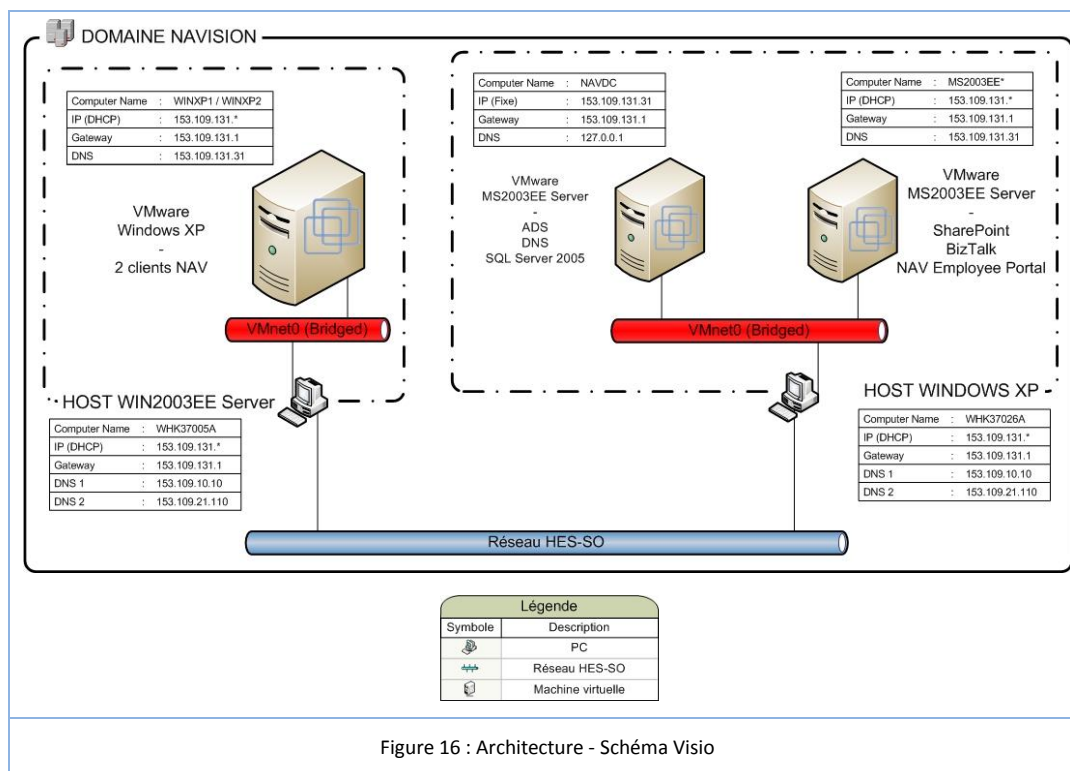 DOMAINE NAVISION
Computer Name : WINXP1 / WINXP2
IP (DHCP) : 153.109.131.*
Gateway : 153.109.131.1
DNS : 153.109.131.31
VMware
Windows XP
-
2 clients NAV
VMnet0 (Bridged)
HOST WIN2003EE Server
Computer Name : WHK37005A
IP (DHCP) : 153.109.131.*
Gateway : 153.109.131.1
DNS 1 : 153.109.10.10
DNS 2 : 153.109.21.110
Computer Name : NAVDC
IP (Fixe) : 153.109.131.31
Gateway : 153.109.131.1
DNS : 127.0.0.1
VMware
MS2003EE Server
-
ADS
DNS
SQL Server 2005
Computer Name : MS2003EE*
IP (DHCP) : 153.109.131.*
Gateway : 153.109.131.1
DNS : 153.109.131.31
VMware
MS2003EE Server
-
SharePoint
BizTalk
NAV Employee Portal
VMnet0 (Bridged)
HOST WINDOWS XP
Computer Name : WHK37026A
IP (DHCP) : 153.109.131.*
Gateway : 153.109.131.1
DNS 1 : 153.109.10.10
DNS 2 : 153.109.21.110
Réseau HES-SO
Légende
Symbole Description
PC
Réseau HES-SO
Machine virtuelle
Figure 16 : Architecture - Schéma Visio